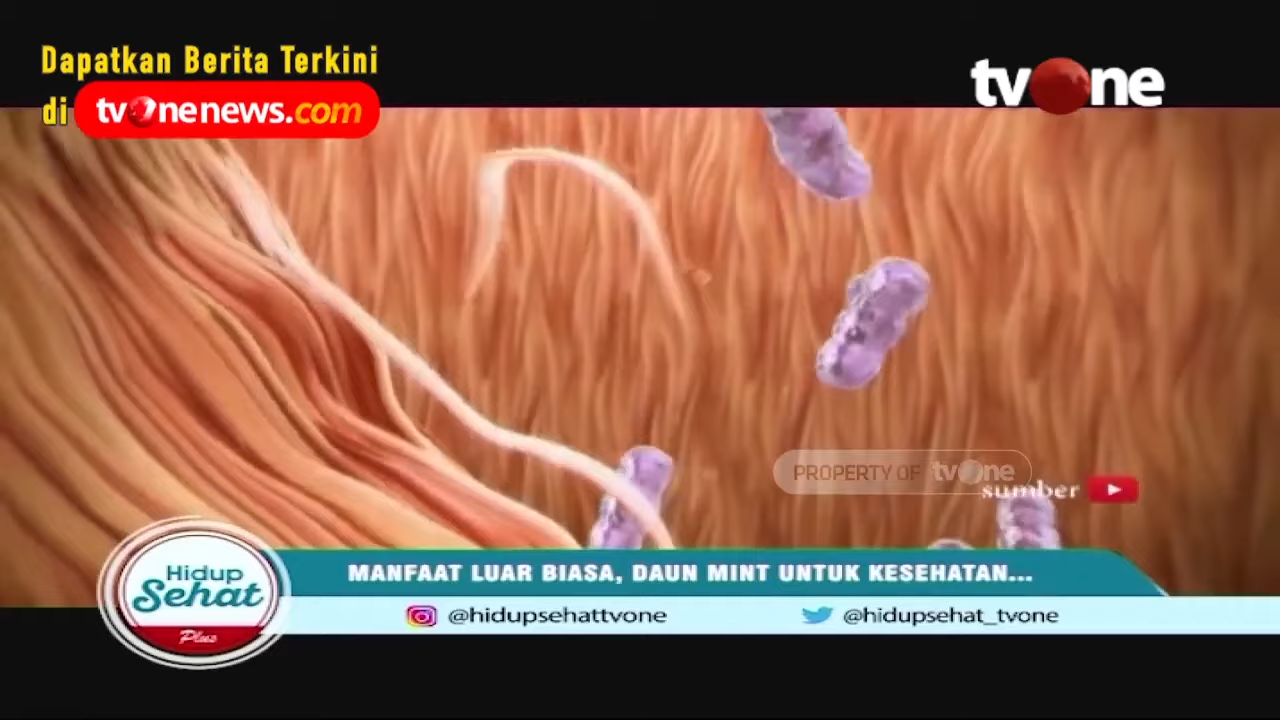 Dapatkan Berita Terkini
di tvonenews.com
tvone
PROPERTY OF tvone
sumber
Hidup
Sehat
Plus
MANFAAT LUAR BIASA, DAUN MINT UNTUK KESEHATAN...
@hidupsehattvone
@hidupsehat_tvone